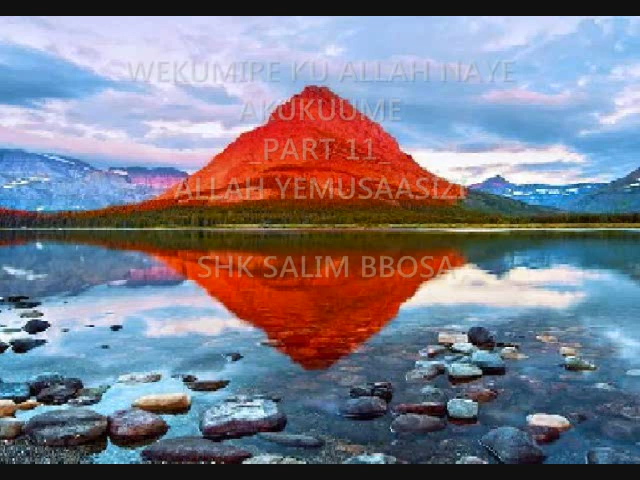 WEKUMIRE KU ALLAH NAYE
AKUKUUME
_PART 11_
ALLAH YEMUSAASIZI
SHK SALIM BBOSA